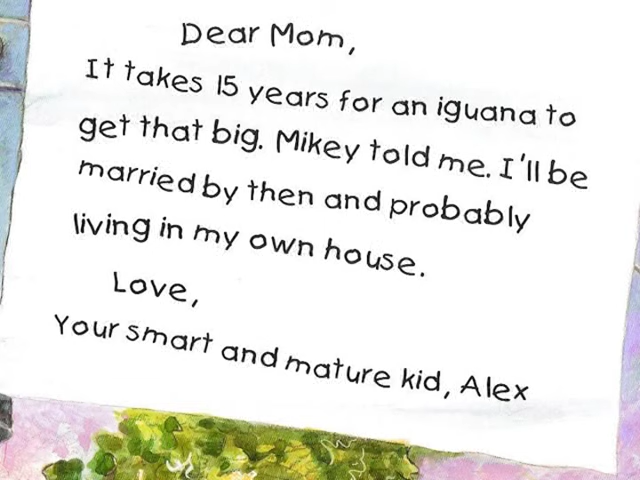 Dear Mom,
It takes 15 years for an iguana to
get that big. Mikey told me. I'll be
married by then and probably
living in my own house.
Love,
Your smart and mature kid, Alex